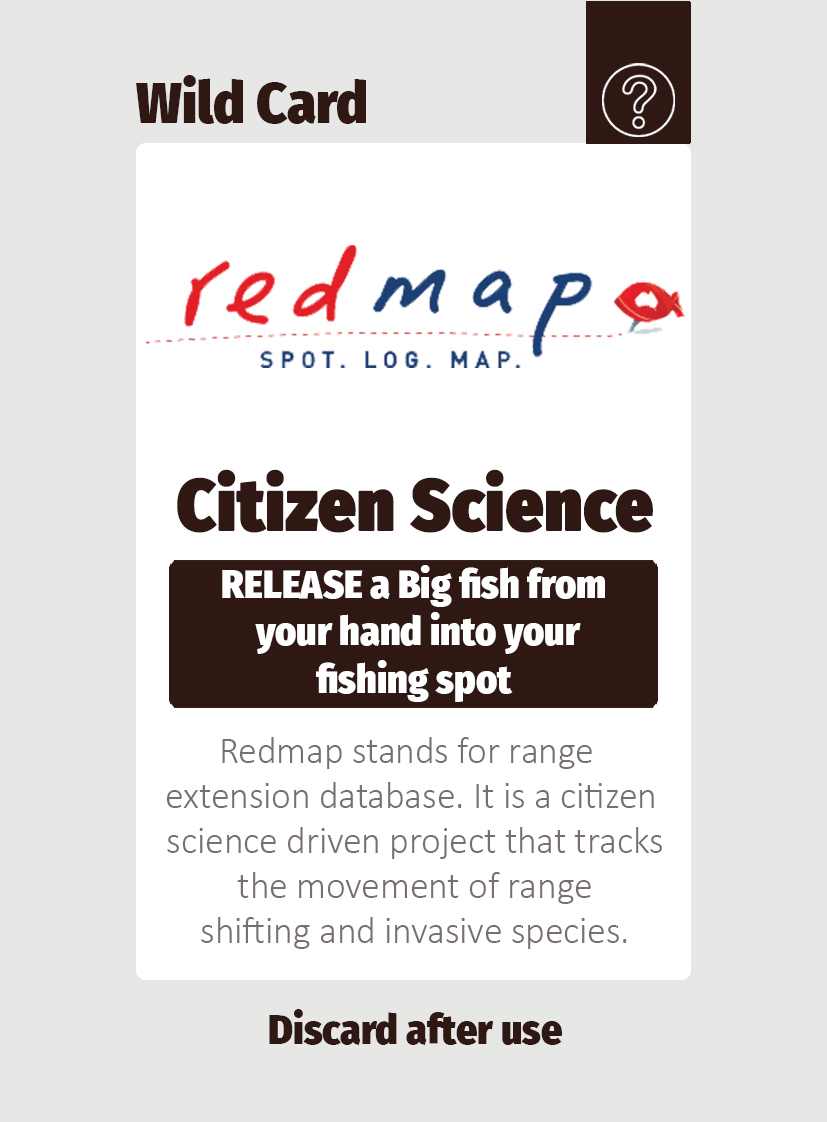 Wild Card
?
redmap
SPOT. LOG. MAP.
Citizen Science
RELEASE a Big fish from
your hand into your
fishing spot
Redmap stands for range
extension database. It is a citizen
science driven project that tracks
the movement of range
shifting and invasive species.
Discard after use